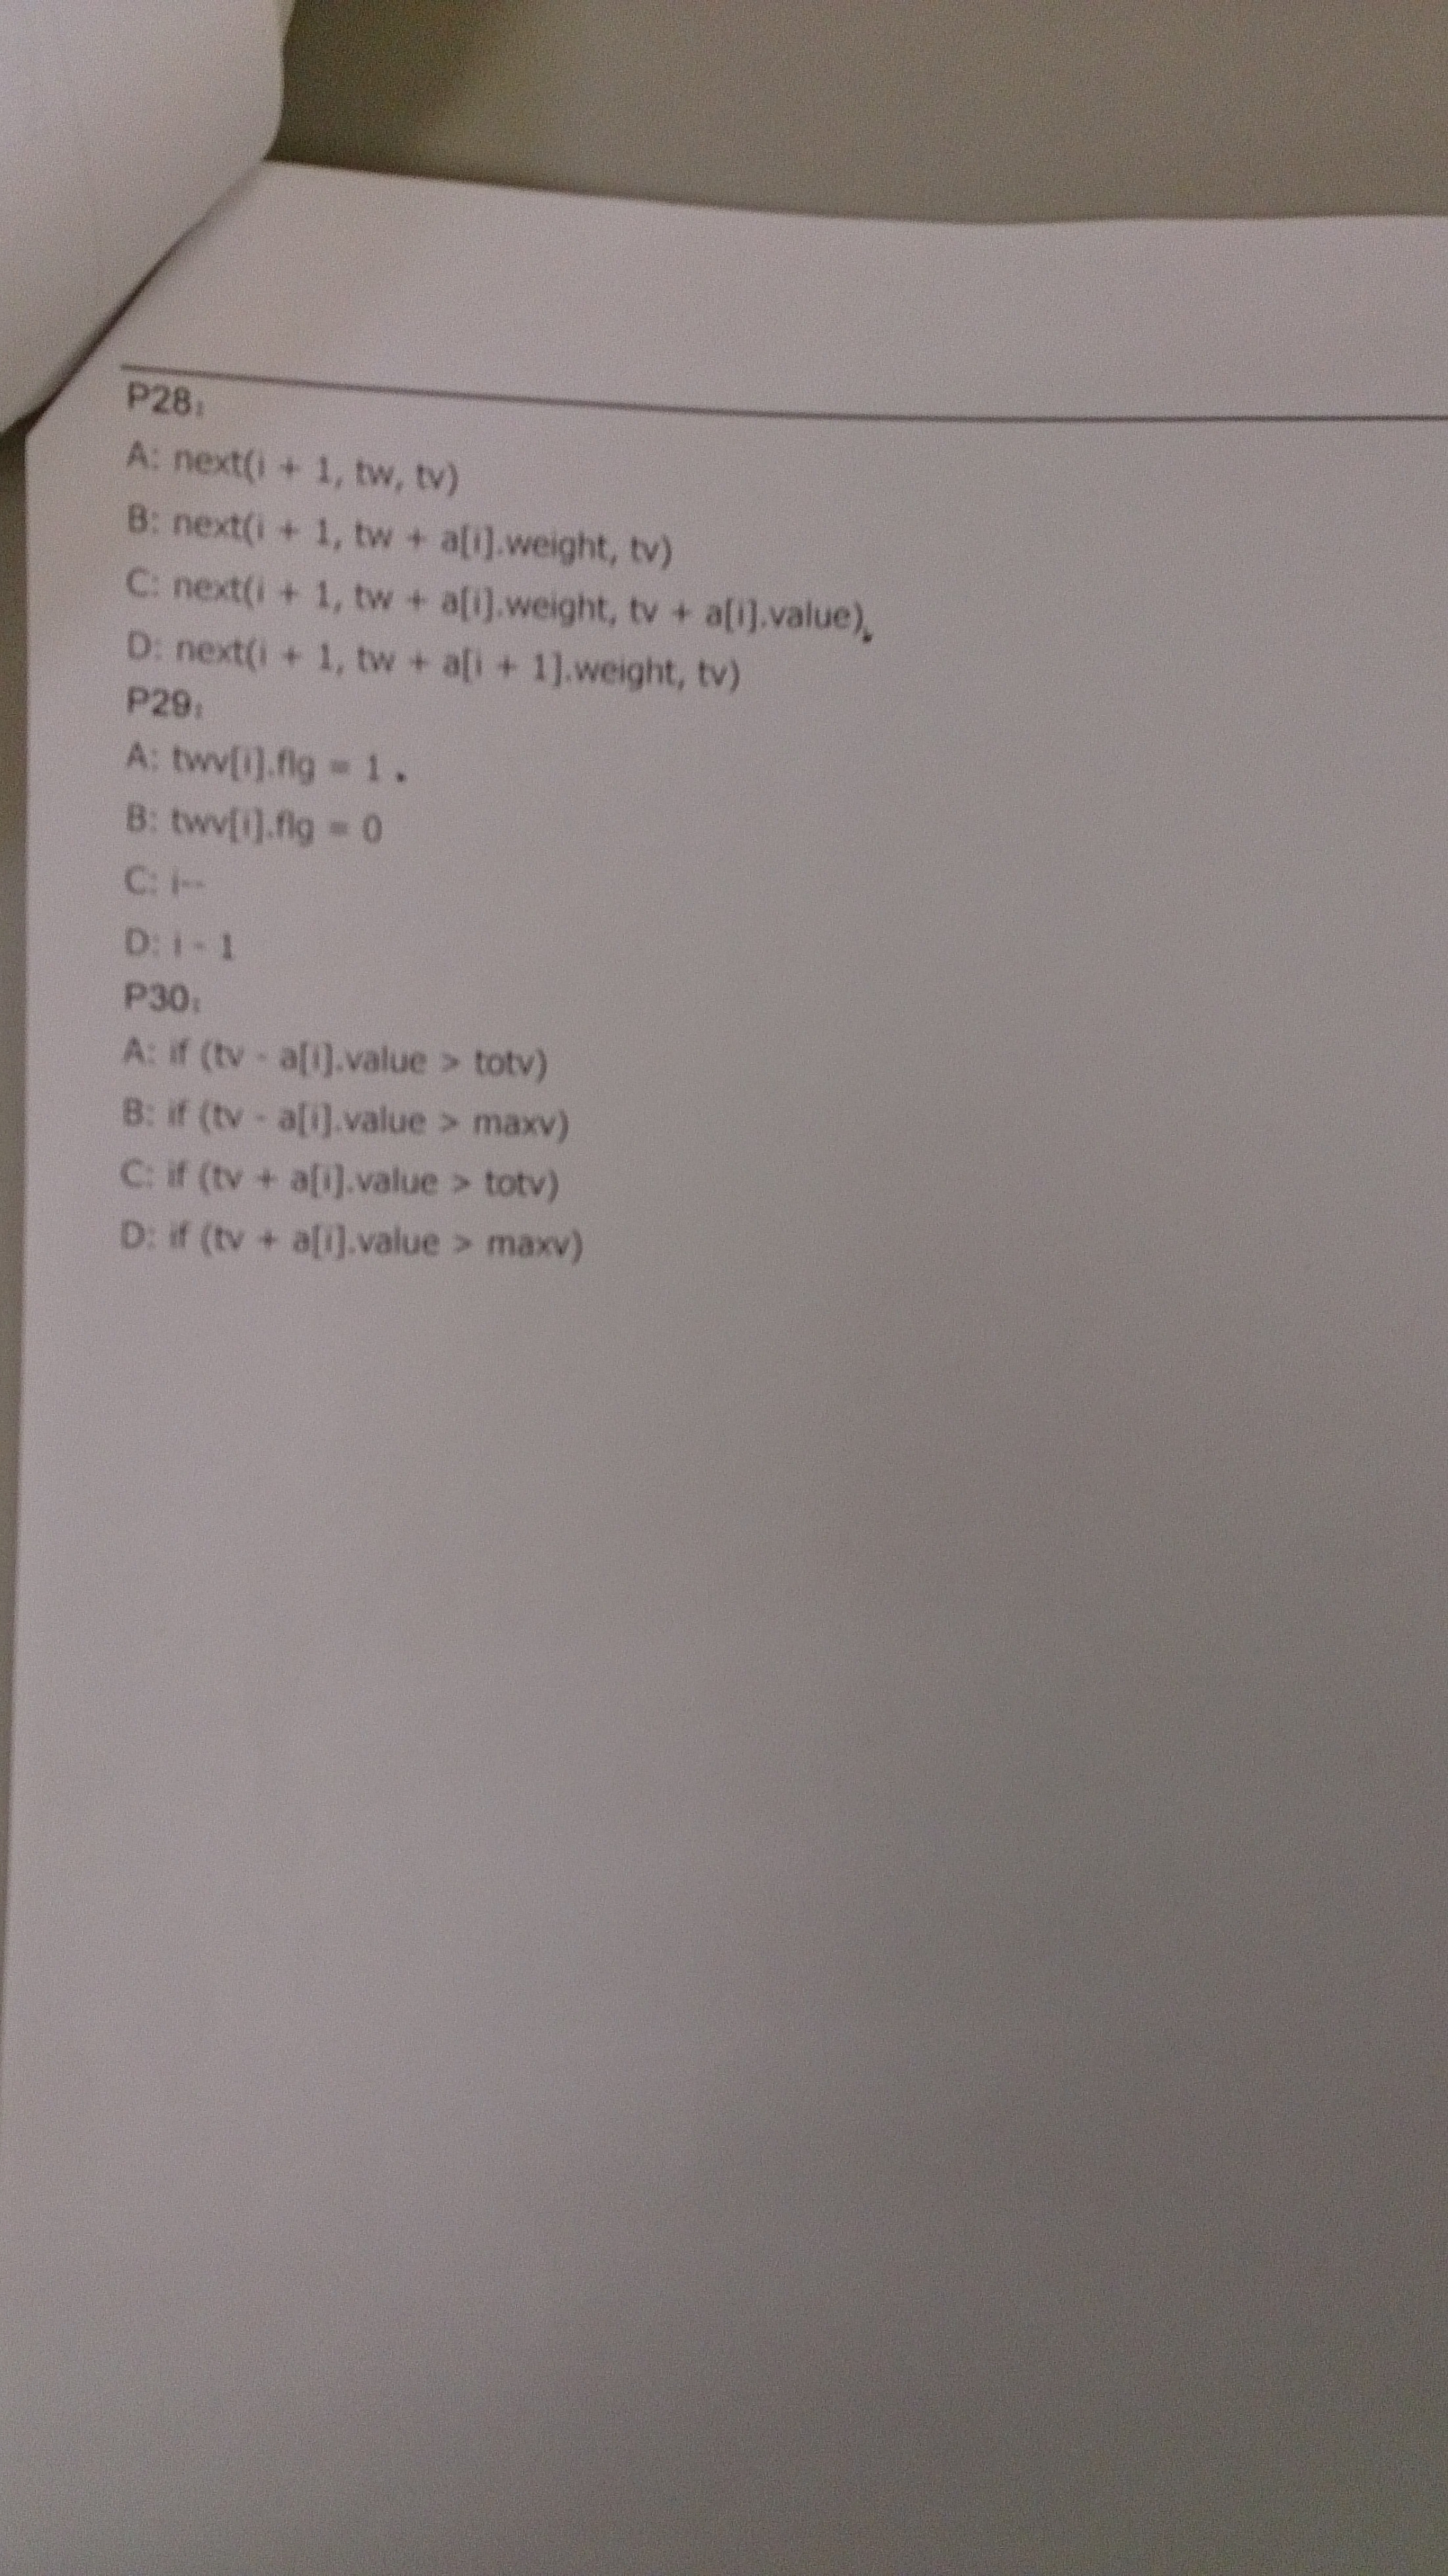 P28：
A: next(i + 1, tw, tv)
B: next(i + 1, tw + a[i].weight, tv)
C: next(i + 1, tw + a[i].weight, tv + a[i].value)
D: next(i + 1, tw + a[i + 1].weight, tv)
P29：
A: twv[i].flg = 1
B: twv[i].flg = 0
C: i--
D: i - 1
P30：
A: if (tv - a[i].value > totv)
B: if (tv - a[i].value > maxv)
C: if (tv + a[i].value > totv)
D: if (tv + a[i].value > maxv)